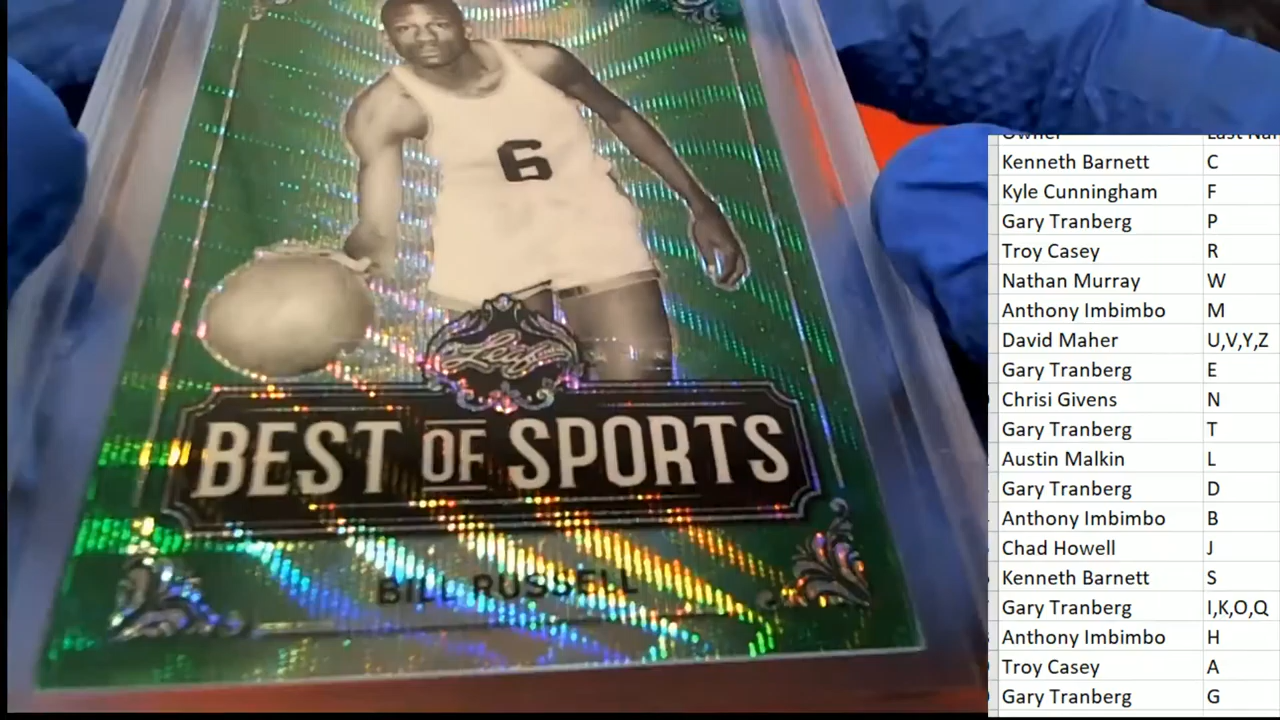 6
Leaf
BEST OF SPORTS
BILL RUSSELL
Owner
Kenneth Barnett C
Kyle Cunningham F
Gary Tranberg P
Troy Casey R
Nathan Murray W
Anthony Imbimbo M
David Maher U,V,Y,Z
Gary Tranberg E
Chrisi Givens N
Gary Tranberg T
Austin Malkin L
Gary Tranberg D
Anthony Imbimbo B
Chad Howell J
Kenneth Barnett S
Gary Tranberg I,K,O,Q
Anthony Imbimbo H
Troy Casey A
Gary Tranberg G